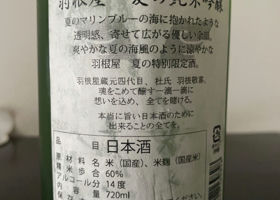 羽根屋 夏の純米吟醸
夏のマリンブルーの海に抱かれたような
透明感、寄せて広がる優しい余韻、
爽やかな夏の海風のように涼やかな
羽根屋 夏の特別限定酒。
羽根屋蔵元四代目、杜氏 羽根敬喜、
魂をこめて醸す一滴一滴に
想いをのせて、全てを賭する。
本当に旨い日本酒のために
出来ることの全てを。
日本酒
原材料名 米（国産）、米麹（国産米）
精米歩合 60％
アルコール分 14度
内容量 720ml